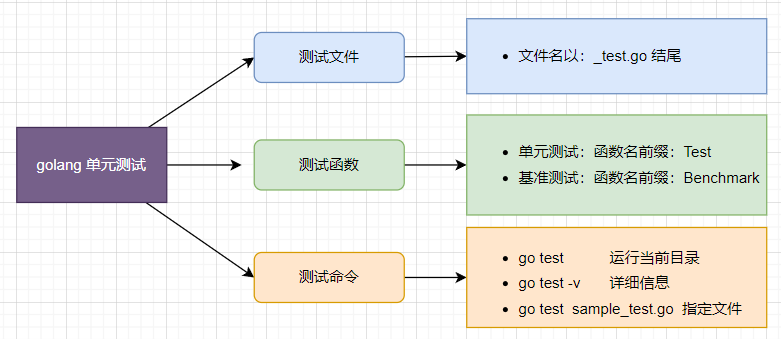 golang 单元测试
测试文件
文件名以：_test.go 结尾
测试函数
单元测试：函数名前缀：Test
基准测试：函数名前缀：Benchmark
测试命令
go test 运行当前目录
go test -v 详细信息
go test sample_test.go 指定文件